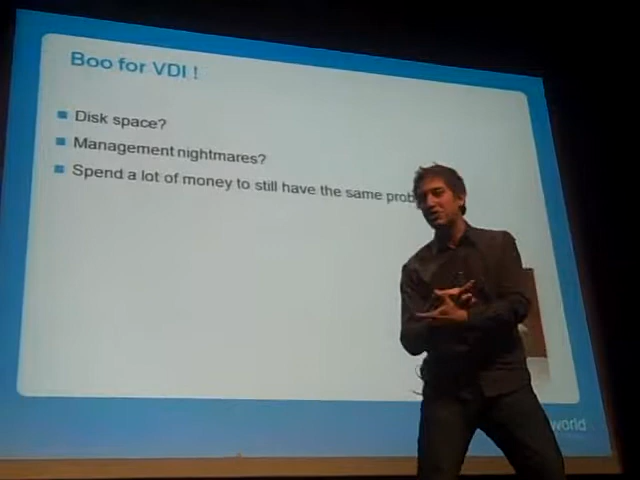 Boo for VDI !
Disk space?
Management nightmares?
Spend a lot of money to still have the same prob
world